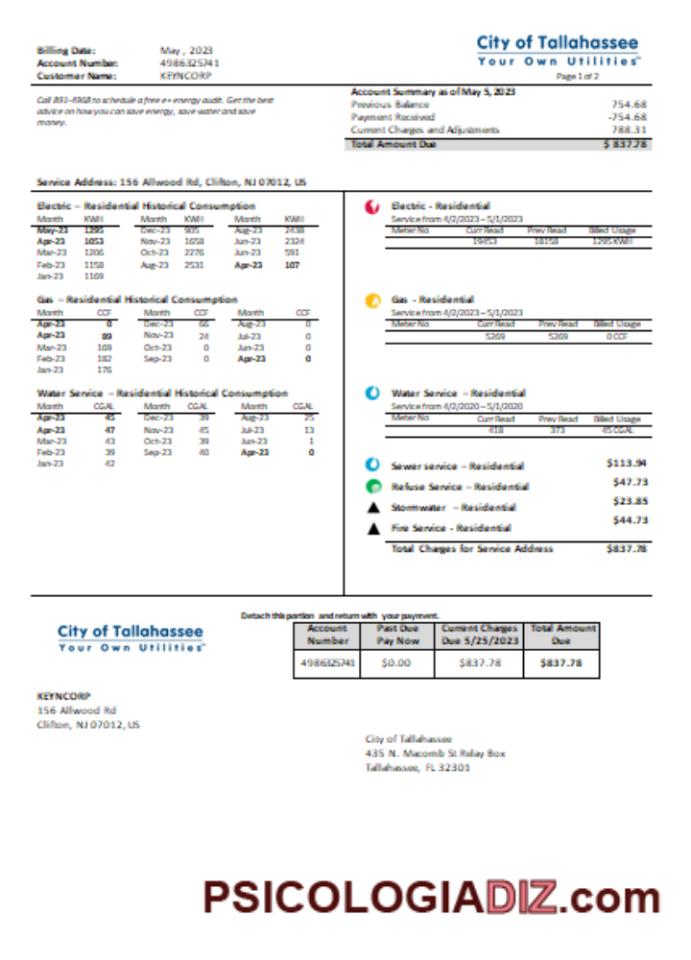 Billing Date: May , 2023
Account Number: 4986325741
Customer Name: KEYNCORP
City of Tallahassee
Your Own Utilities
Page 1 of 2
Call 891-4968 to schedule a free e+ energy audit. Get the best
advice on how you can save energy, save water and save
money.
Account Summary as of May 5, 2023
Previous Balance 754.68
Payment Received -754.68
Current Charges and Adjustments 788.31
Total Amount Due $ 837.78
Service Address: 156 Allwood Rd, Clifton, NJ 07012, US
Electric – Residential Historical Consumption
Month KWH Month KWH Month KWH
May-23 1295 Dec-23 905 Aug-23 2438
Apr-23 1053 Nov-23 1658 Jun-23 2324
Mar-23 1206 Oct-23 2276 Jun-23 591
Feb-23 1158 Aug-23 2531 Apr-23 107
Jan-23 1169
Gas – Residential Historical Consumption
Month CCF Month CCF Month CCF
Apr-23 0 Dec-23 66 Aug-23 0
Apr-23 89 Nov-23 24 Jul-23 0
Mar-23 169 Oct-23 0 Jun-23 0
Feb-23 182 Sep-23 0 Apr-23 0
Jan-23 176
Water Service – Residential Historical Consumption
Month CGAL Month CGAL Month CGAL
Apr-23 45 Dec-23 39 Aug-23 25
Apr-23 47 Nov-23 45 Jul-23 13
Mar-23 43 Oct-23 39 Jun-23 1
Feb-23 39 Sep-23 40 Apr-23 0
Jan-23 42
Electric - Residential
Service from 4/2/2023 – 5/1/2023
Meter No Curr Read Prev Read Billed Usage
19453 18158 1295 KWH
Gas - Residential
Service from 4/2/2023 – 5/1/2023
Meter No Curr Read Prev Read Billed Usage
5269 5269 0 CCF
Water Service – Residential
Service from 4/2/2020 – 5/1/2020
Meter No Curr Read Prev Read Billed Usage
418 373 45 CGAL
Sewer service – Residential $113.94
Refuse Service – Residential $47.73
Stormwater – Residential $23.85
Fire Service - Residential $44.73
Total Charges for Service Address $837.78
Detach this portion and return with your payment.
City of Tallahassee
Your Own Utilities
Account Number Past Due Pay Now Current Charges Due 5/25/2023 Total Amount Due
4986325741 $0.00 $837.78 $837.78
KEYNCORP
156 Allwood Rd
Clifton, NJ 07012, US
City of Tallahassee
435 N. Macomb St Relay Box
Tallahassee, FL 32301
PSICOLOGIADIZ.com